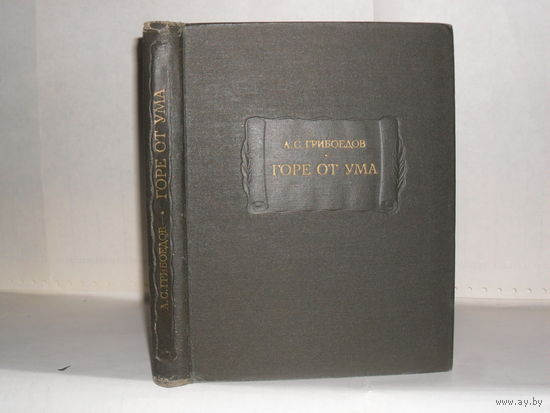 А.С.ГРИБОЕДОВ — • ГОРЕ ОТ УМА
А.С.ГРИБОЕДОВ
•
ГОРЕ ОТ УМА
www.ay.by